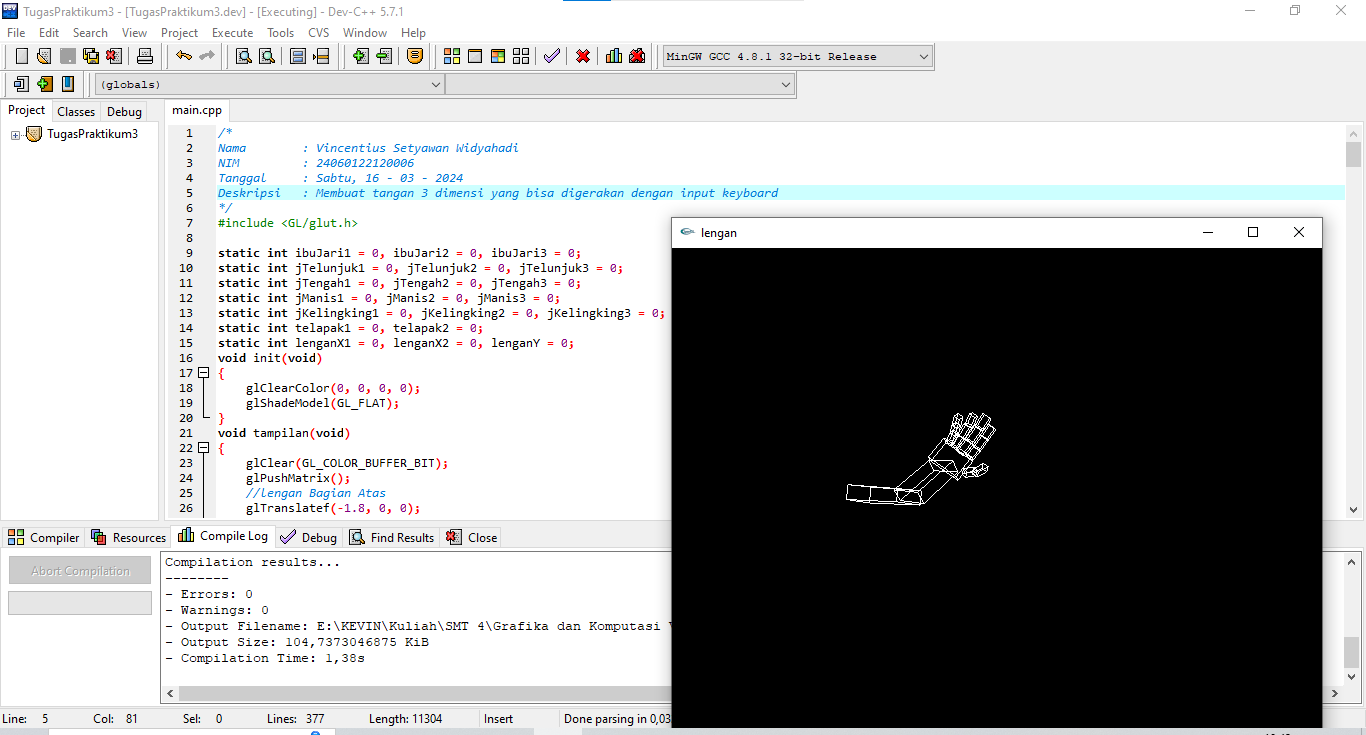 TugasPraktikum3 - [TugasPraktikum3.dev] - [Executing] - Dev-C++ 5.7.1
File Edit Search View Project Execute Tools CVS Window Help
MinGW GCC 4.8.1 32-bit Release
(globals)
Project Classes Debug
main.cpp
TugasPraktikum3
1 /*
2 Nama : Vincentius Setyawan Widyahadi
3 NIM : 24060122120006
4 Tanggal : Sabtu, 16 - 03 - 2024
5 Deskripsi : Membuat tangan 3 dimensi yang bisa digerakan dengan input keyboard
6 */
7 #include <GL/glut.h>
8
9 static int ibuJari1 = 0, ibuJari2 = 0, ibuJari3 = 0;
10 static int jTelunjuk1 = 0, jTelunjuk2 = 0, jTelunjuk3 = 0;
11 static int jTengah1 = 0, jTengah2 = 0, jTengah3 = 0;
12 static int jManis1 = 0, jManis2 = 0, jManis3 = 0;
13 static int jKelingking1 = 0, jKelingking2 = 0, jKelingking3 = 0;
14 static int telapak1 = 0, telapak2 = 0;
15 static int lenganX1 = 0, lenganX2 = 0, lenganY = 0;
16 void init(void)
17 {
18 glClearColor(0, 0, 0, 0);
19 glShadeModel(GL_FLAT);
20 }
21 void tampilan(void)
22 {
23 glClear(GL_COLOR_BUFFER_BIT);
24 glPushMatrix();
25 //lengan Bagian Atas
26 glTranslatef(-1.8, 0, 0);
lengan
Compiler Resources Compile Log Debug Find Results Close
Abort Compilation
Compilation results...
--------
- Errors: 0
- Warnings: 0
- Output Filename: E:\KEVIN\Kuliah\SMT 4\Grafika dan Komputasi
- Output Size: 104,7373046875 KiB
- Compilation Time: 1,38s
Line: 5 Col: 81 Sel: 0 Lines: 377 Length: 11304 Insert Done parsing in 0,03